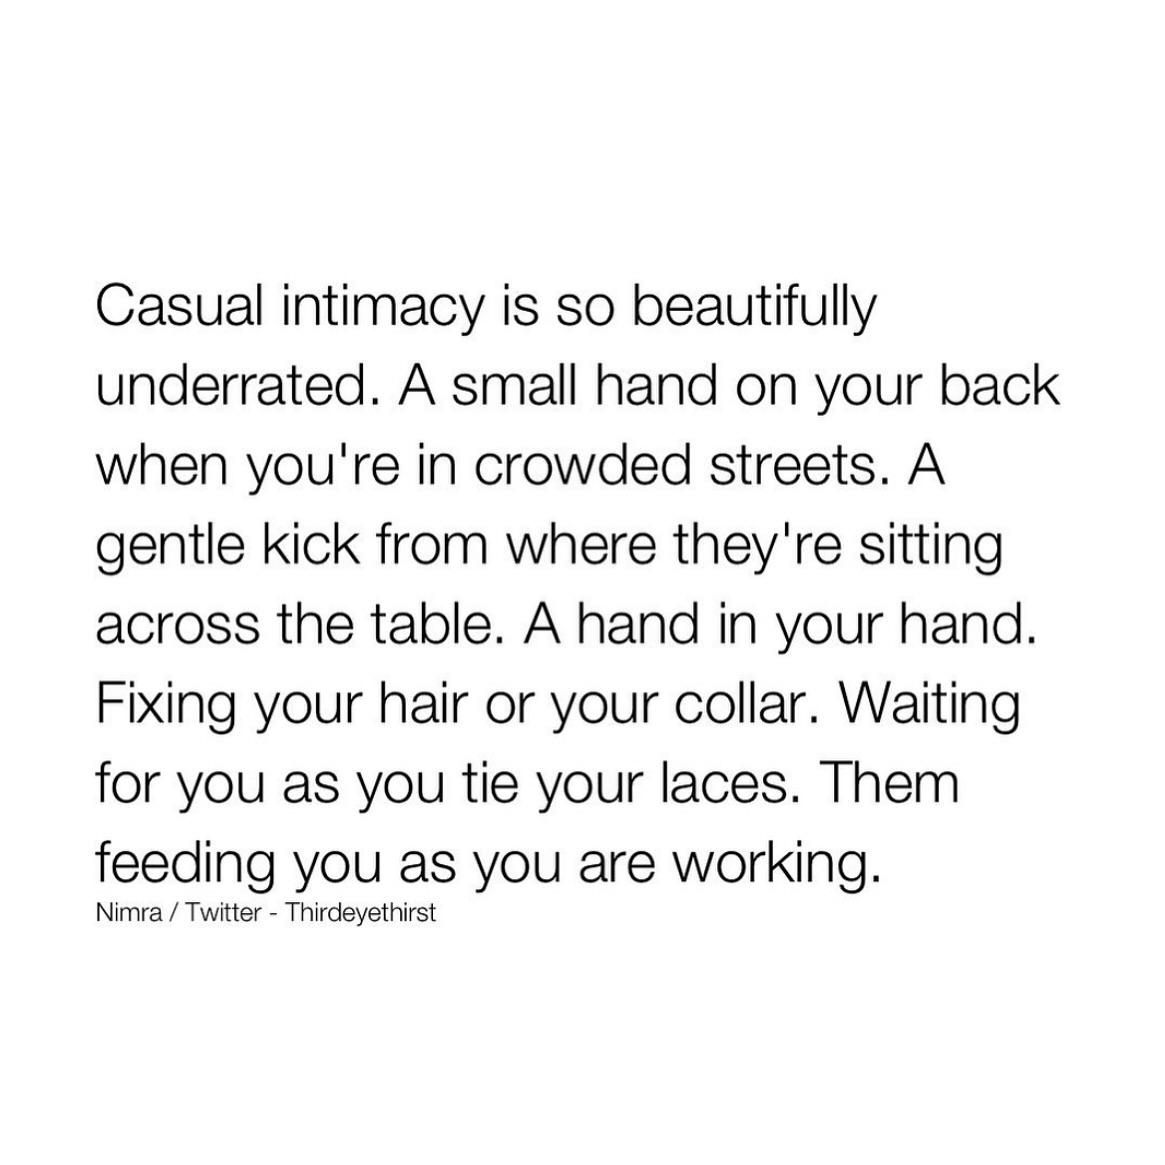 Casual intimacy is so beautifully
underrated. A small hand on your back
when you're in crowded streets. A
gentle kick from where they're sitting
across the table. A hand in your hand.
Fixing your hair or your collar. Waiting
for you as you tie your laces. Them
feeding you as you are working.
Nimra / Twitter - Thirdeyethirst